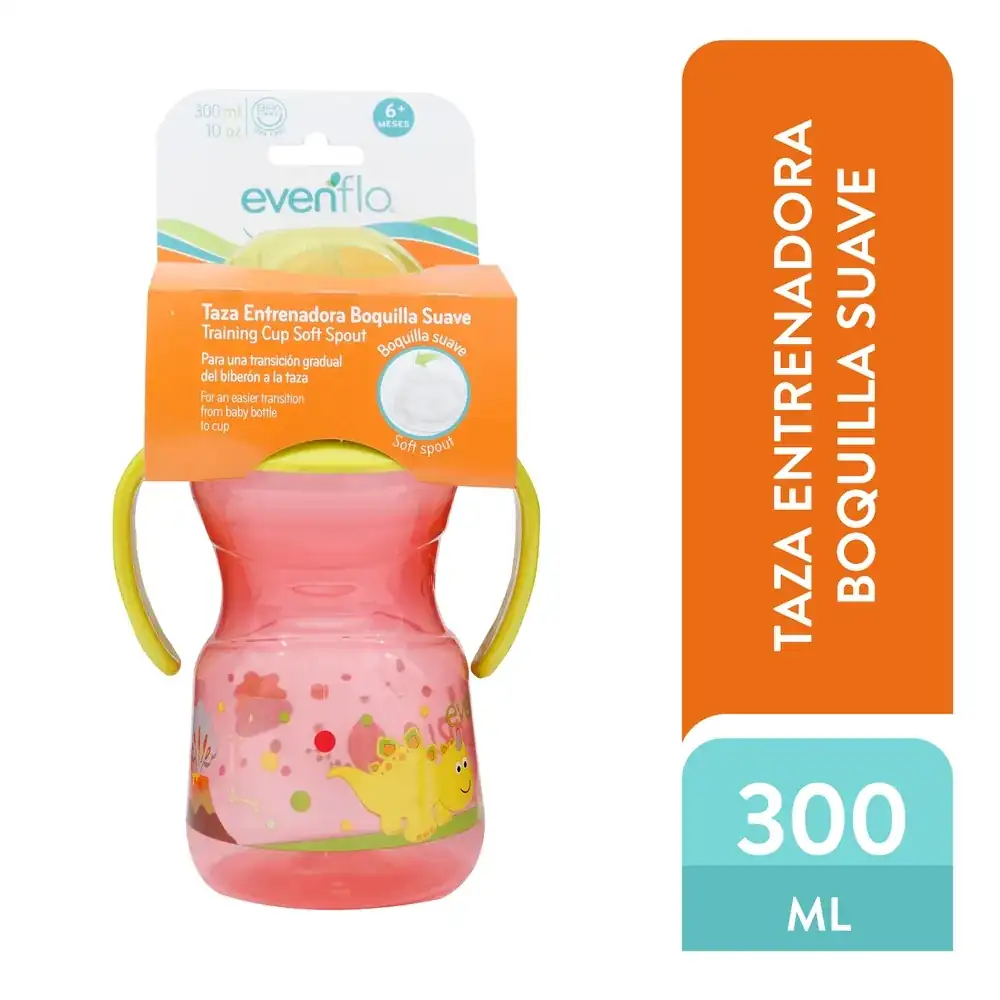 300 ml
10 oz
6+
MESES
evenflo
Taza Entrenadora Boquilla Suave
Training Cup Soft Spout
Para una transición gradual
del biberón a la taza
For an easier transition
from baby bottle
to cup
Boquilla suave
Soft spout
TAZA ENTRENADORA
BOQUILLA SUAVE
300
ML